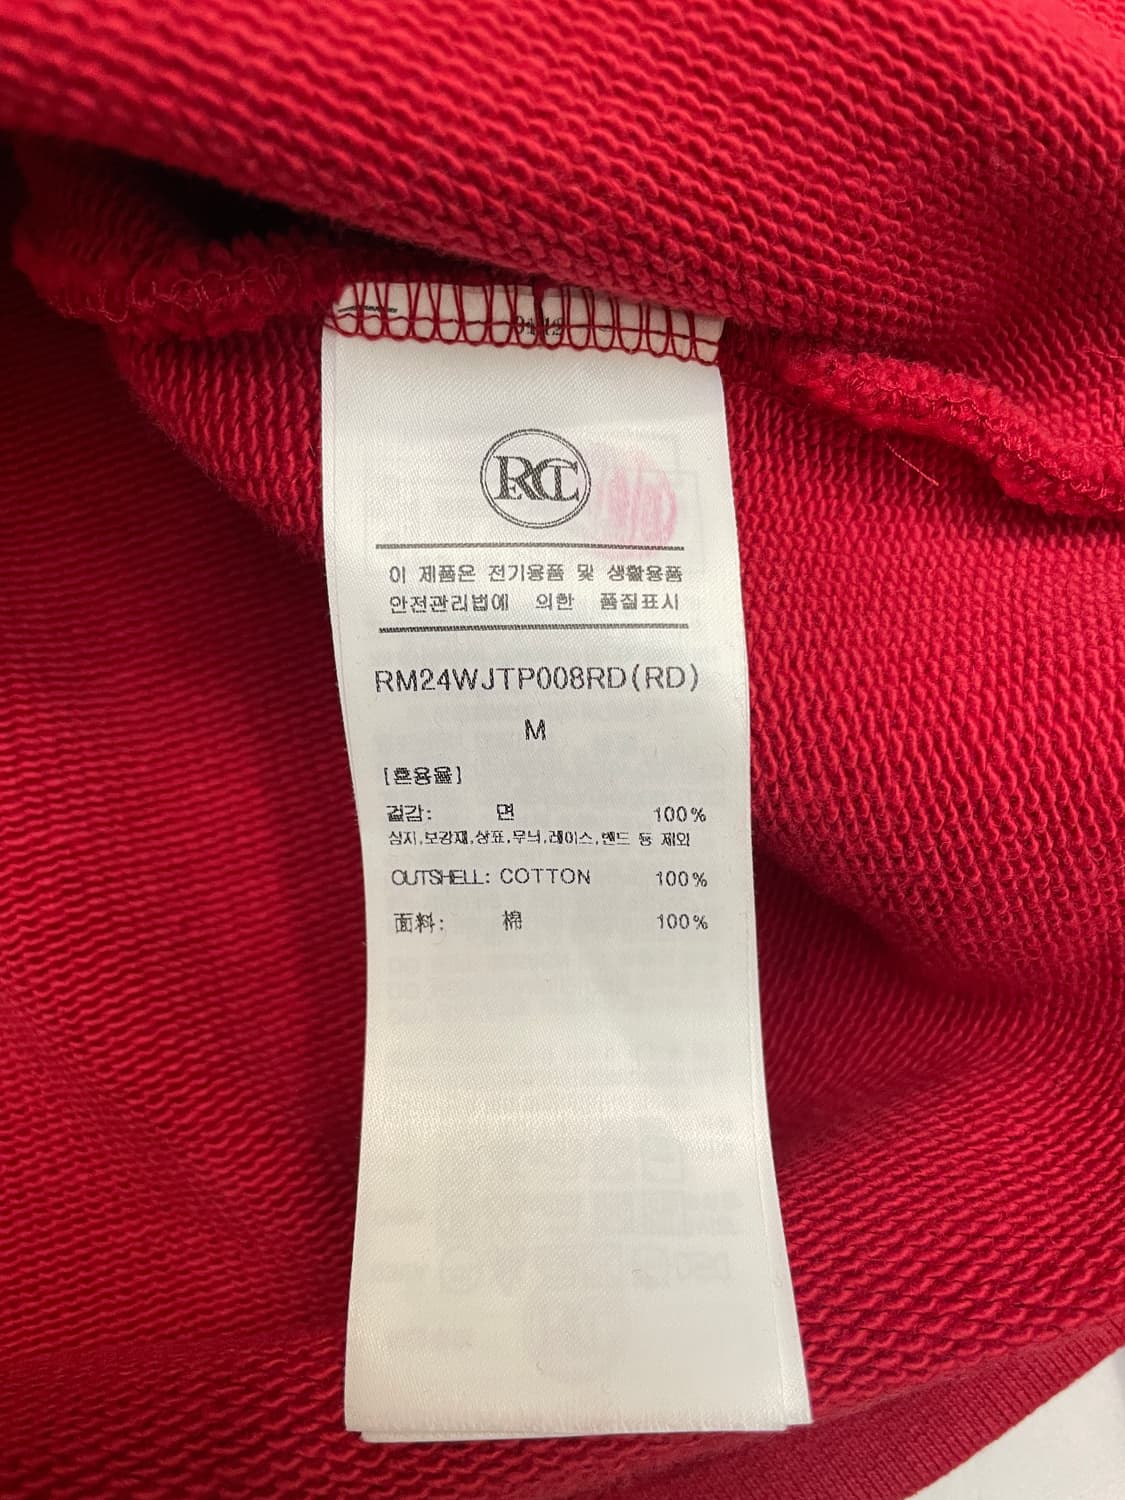 RCT
이 제품은 전기용품 및 생활용품
안전관리법에 의한 품질표시
RM24WJTP008RD(RD)
M
[혼용율]
겉감: 면 100%
심지,보강재,상표,무늬,레이스,밴드 등 제외
OUTSHELL: COTTON 100%
面料: 棉 100%